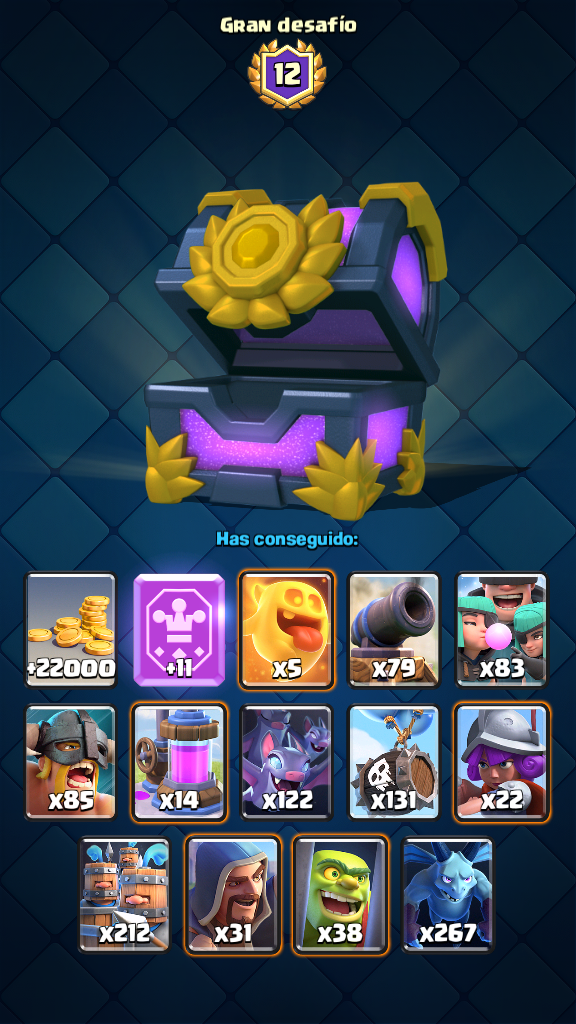 Gran desafío
12
Has conseguido:
+22000
+11
x5
x79
x83
x85
x14
x122
x131
x22
x212
x31
x38
x267